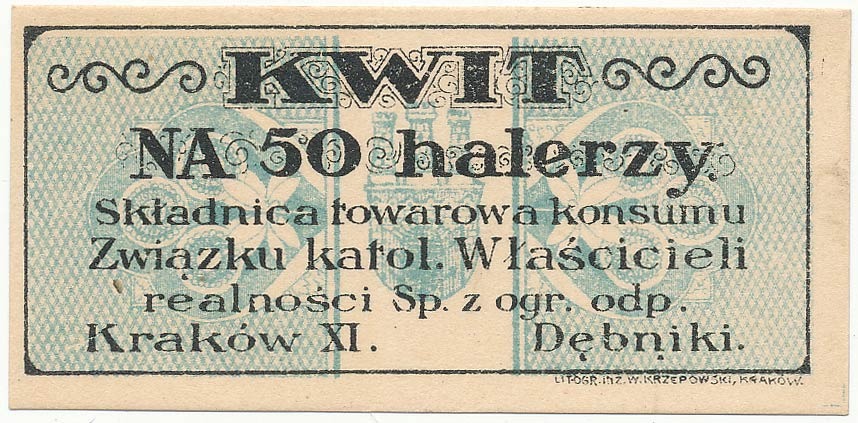 KWIT
NA 50 halerzy.
Składnica towarowa konsumu
Związku katol. Właścicieli
realności Sp. z ogr. odp.
Kraków XI. Dębniki.
LITOGR. INŻ. W. KRZEPOWSKI, KRAKÓW.